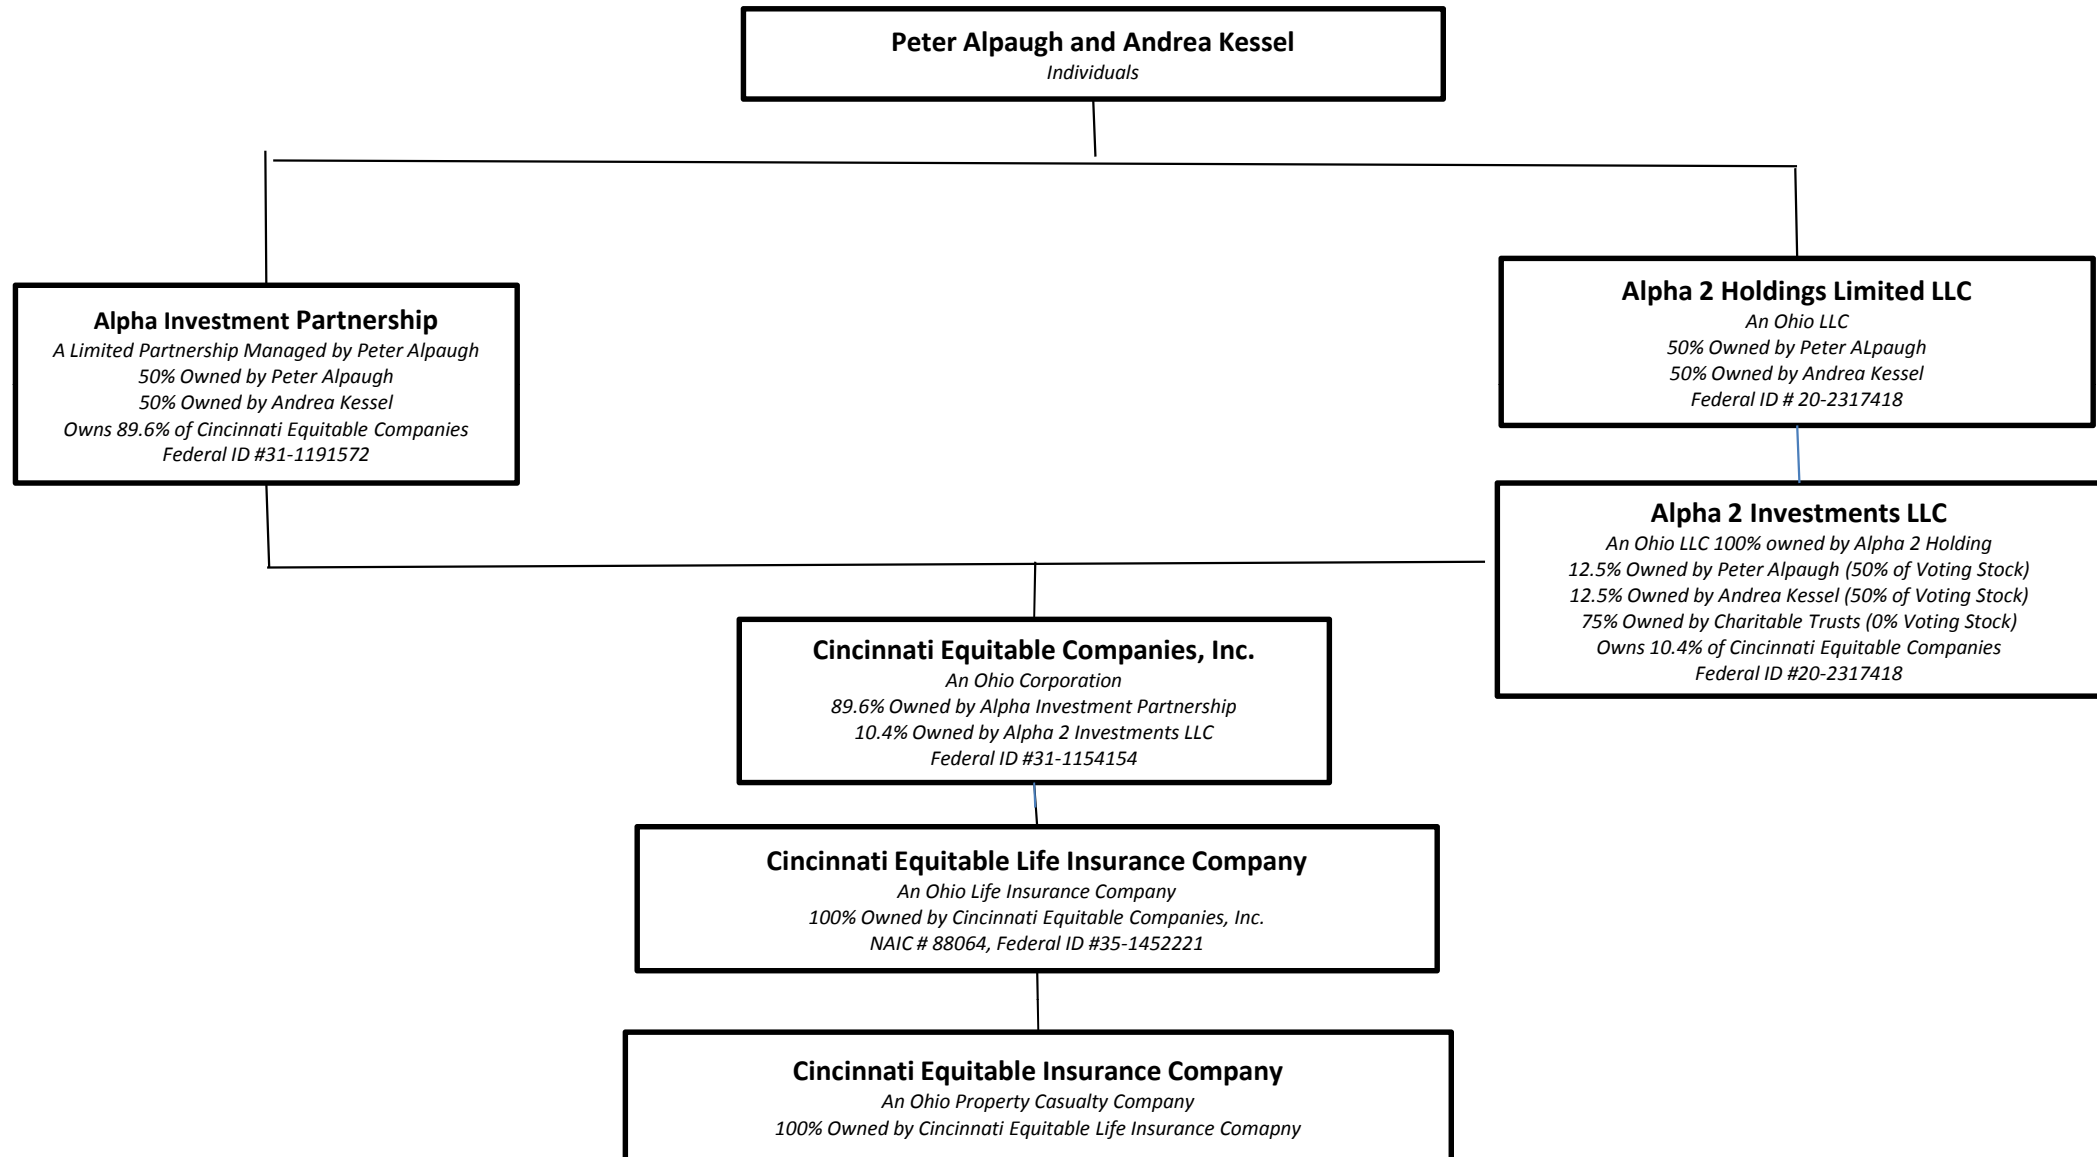 Peter Alpaugh and Andrea Kessel
Individuals
Alpha Investment Partnership
A Limited Partnership Managed by Peter Alpaugh
50% Owned by Peter Alpaugh
50% Owned by Andrea Kessel
Owns 89.6% of Cincinnati Equitable Companies
Federal ID #31-1191572
Alpha 2 Holdings Limited LLC
An Ohio LLC
50% Owned by Peter ALpaugh
50% Owned by Andrea Kessel
Federal ID # 20-2317418
Alpha 2 Investments LLC
An Ohio LLC 100% owned by Alpha 2 Holding
12.5% Owned by Peter Alpaugh (50% of Voting Stock)
12.5% Owned by Andrea Kessel (50% of Voting Stock)
75% Owned by Charitable Trusts (0% Voting Stock)
Owns 10.4% of Cincinnati Equitable Companies
Federal ID #20-2317418
Cincinnati Equitable Companies, Inc.
An Ohio Corporation
89.6% Owned by Alpha Investment Partnership
10.4% Owned by Alpha 2 Investments LLC
Federal ID #31-1154154
Cincinnati Equitable Life Insurance Company
An Ohio Life Insurance Company
100% Owned by Cincinnati Equitable Companies, Inc.
NAIC # 88064, Federal ID #35-1452221
Cincinnati Equitable Insurance Company
An Ohio Property Casualty Company
100% Owned by Cincinnati Equitable Life Insurance Comapny